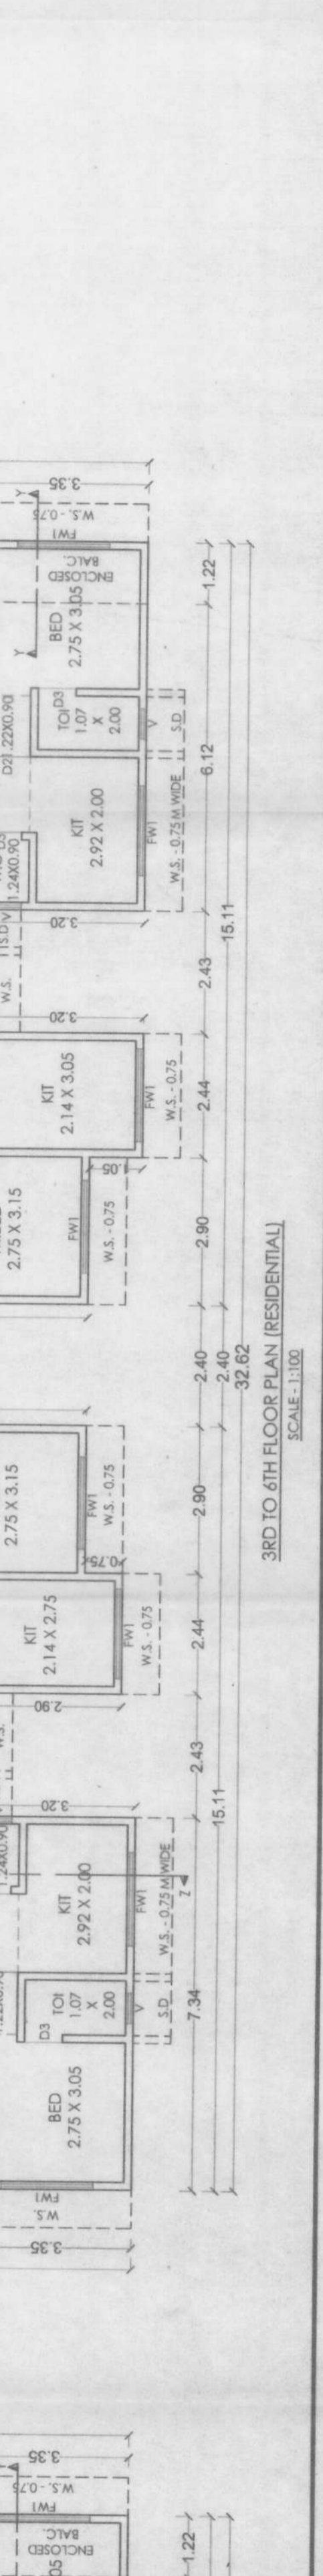 3.35
W.S. - 0.75
Y
FW1
ENCLOSED
BALC.
BED
2.75 X 3.05
Y
1.22
D3
TOI
1.07
X
2.00
V
S.D
D2
1.22X0.90
6.12
KIT
2.92 X 2.00
FW1
W.S. - 0.75 M WIDE
1.24X0.90
V
S.D
W.S.
3.20
15.11
2.43
3.20
KIT
2.14 X 3.05
FW1
W.S. - 0.75
2.44
1.05
2.75 X 3.15
FW1
W.S. - 0.75
2.90
2.40
2.40
32.62
3RD TO 6TH FLOOR PLAN (RESIDENTIAL)
SCALE - 1:100
2.75 X 3.15
FW1
W.S. - 0.75
2.90
0.75
KIT
2.14 X 2.75
FW1
W.S. - 0.75
2.44
2.90
W.S.
2.43
15.11
3.20
KIT
2.92 X 2.00
FW1
W.S. - 0.75 M WIDE
Z
D3
TOI
1.07
X
2.00
V
S.D
7.34
BED
2.75 X 3.05
FW1
W.S.
3.35
3.35
W.S. - 0.75
FW1
ENCLOSED
BALC.
1.22